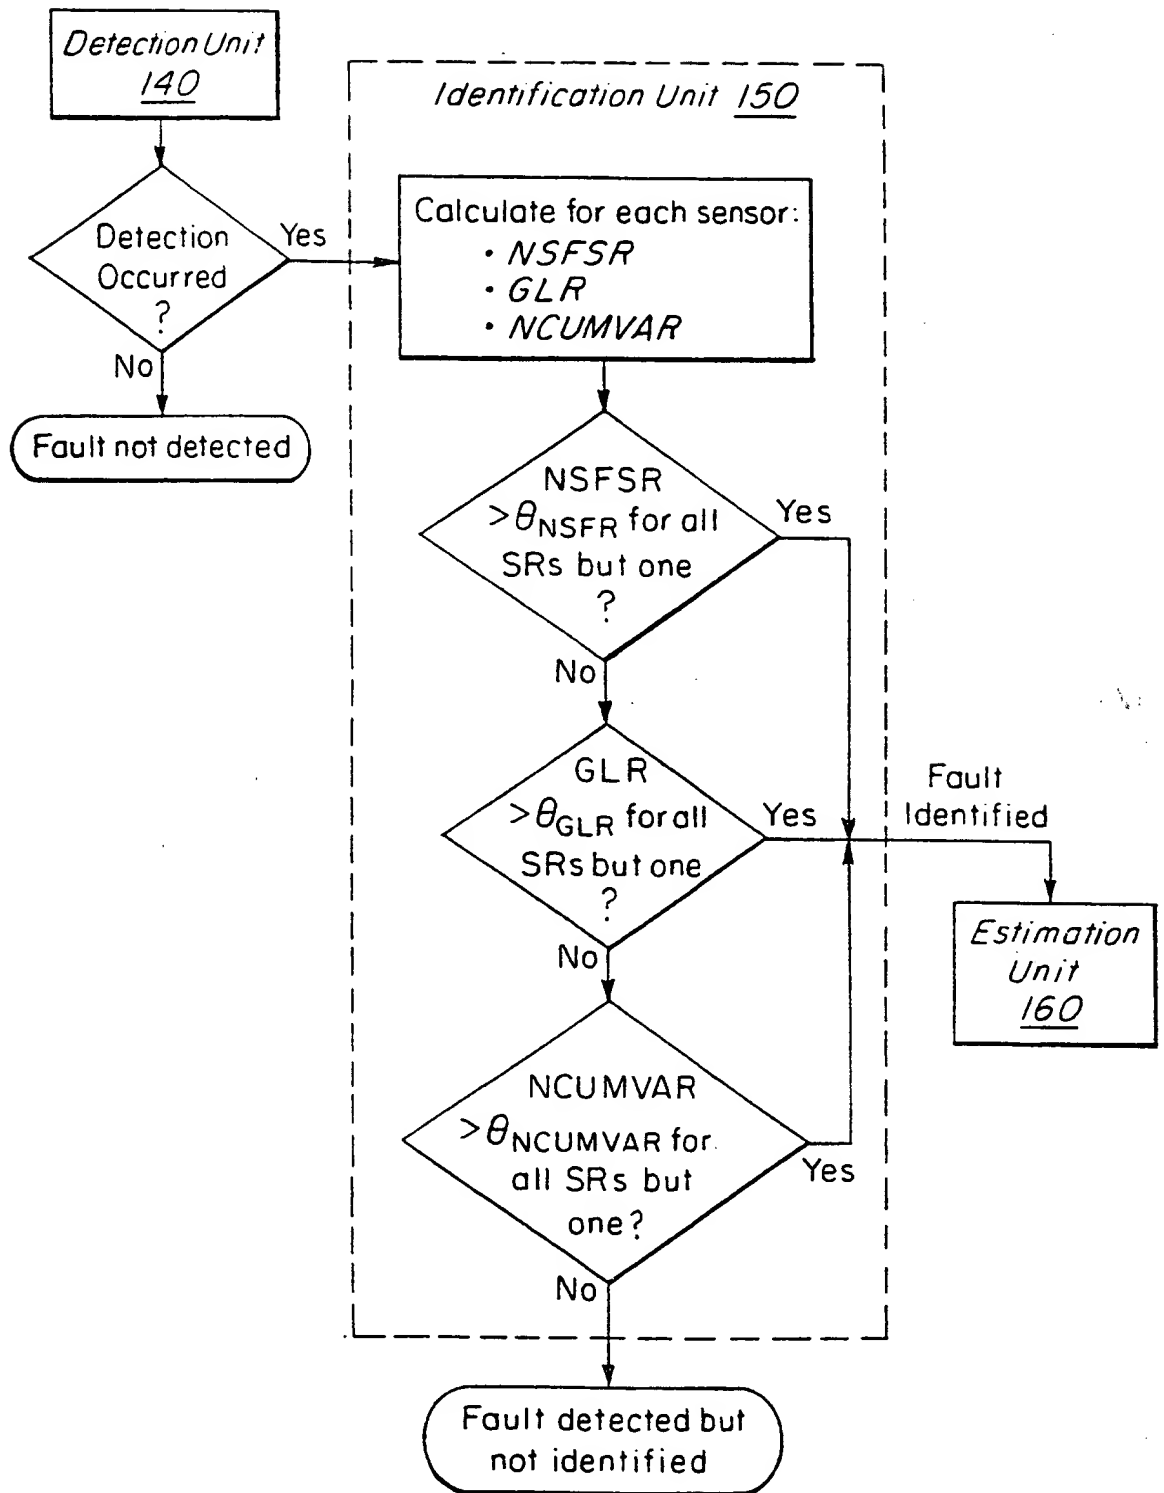 Detection Unit
140
Identification Unit 150
Detection
Occurred
?
Yes
No
Fault not detected
Calculate for each sensor:
• NSFSR
• GLR
• NCUMVAR
NSFSR
>θNSFR for all
SRs but one
?
Yes
No
GLR
>θGLR for all
SRs but one
?
Yes
No
Fault
Identified
Estimation
Unit
160
NCUMVAR
>θNCUMVAR for
all SRs but
one?
Yes
No
Fault detected but
not identified